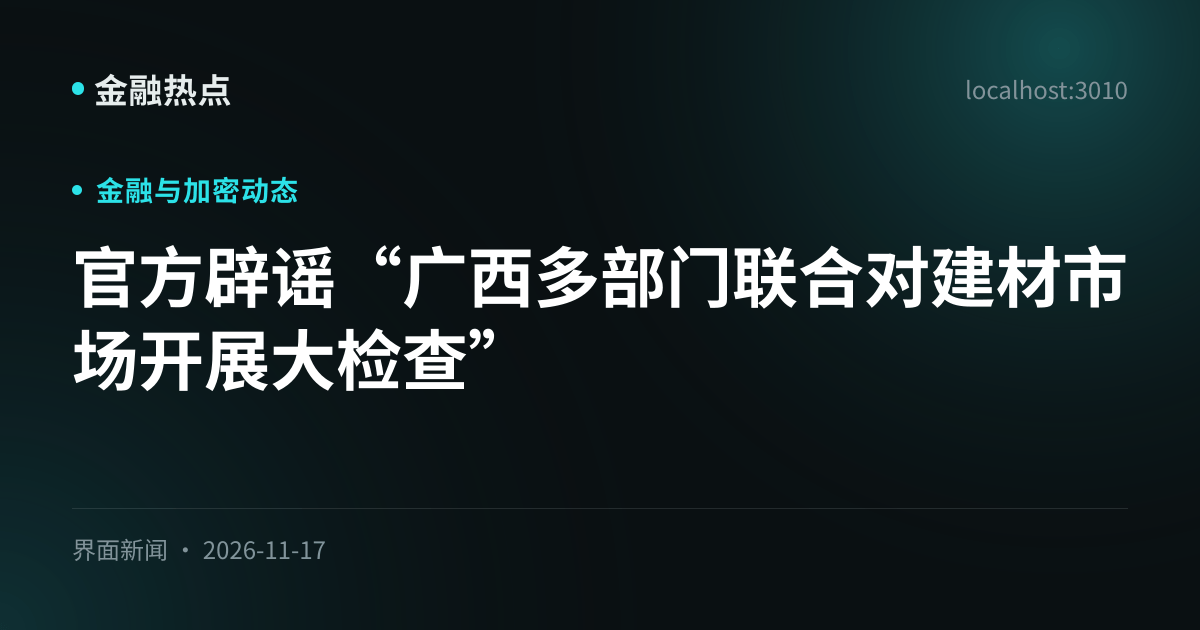 金融热点
localhost:3010
金融与加密动态
官方辟谣“广西多部门联合对建材市
场开展大检查”
界面新闻 · 2026-11-17